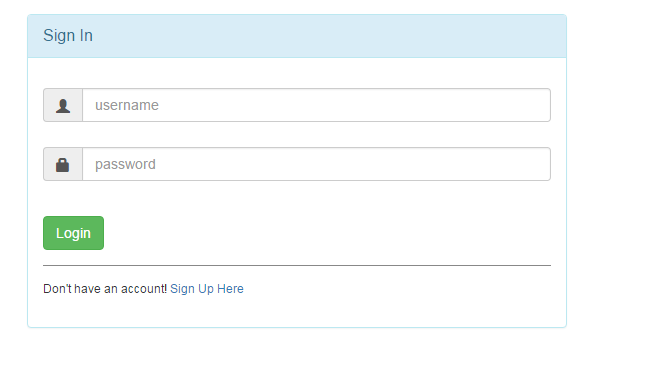 Sign In
username
password
Login
Don't have an account! Sign Up Here